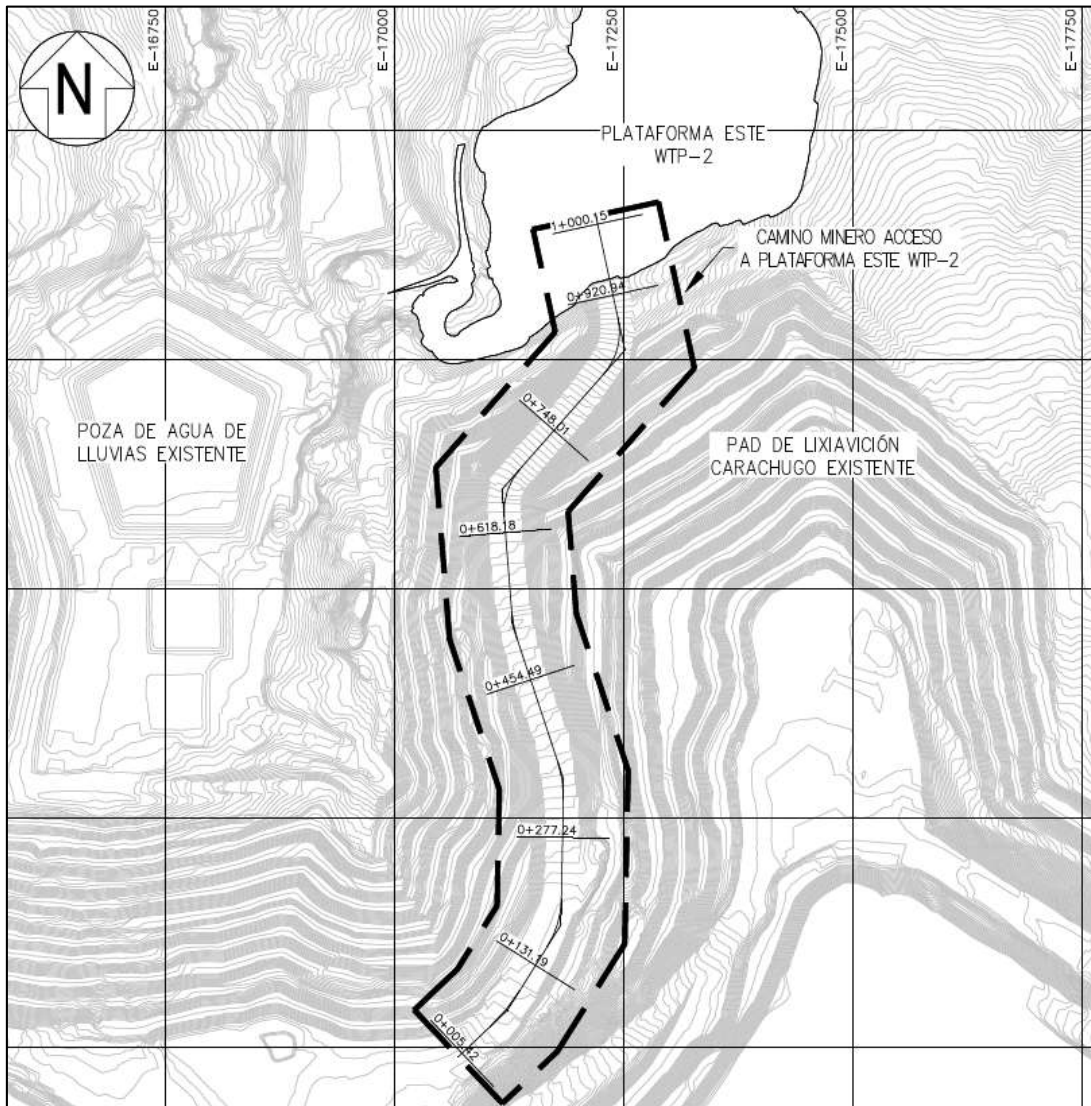 E-16750
E-17000
E-17250
E-17500
E-17750
N
PLATAFORMA ESTE
WTP-2
1+000.15
CAMINO MINERO ACCESO
A PLATAFORMA ESTE WTP-2
0+920.94
0+748.01
POZA DE AGUA DE
LLUVIAS EXISTENTE
PAD DE LIXIAVICIÓN
CARACHUGO EXISTENTE
0+618.18
0+454.49
0+277.24
0+131.19
0+005.42